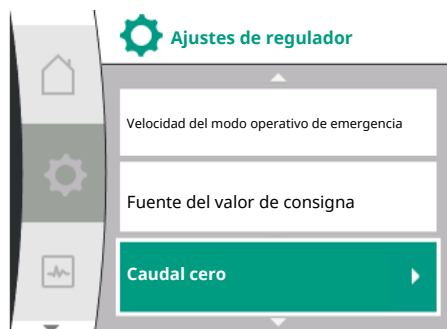 Ajustes de regulador
Velocidad del modo operativo de emergencia
Fuente del valor de consigna
Caudal cero